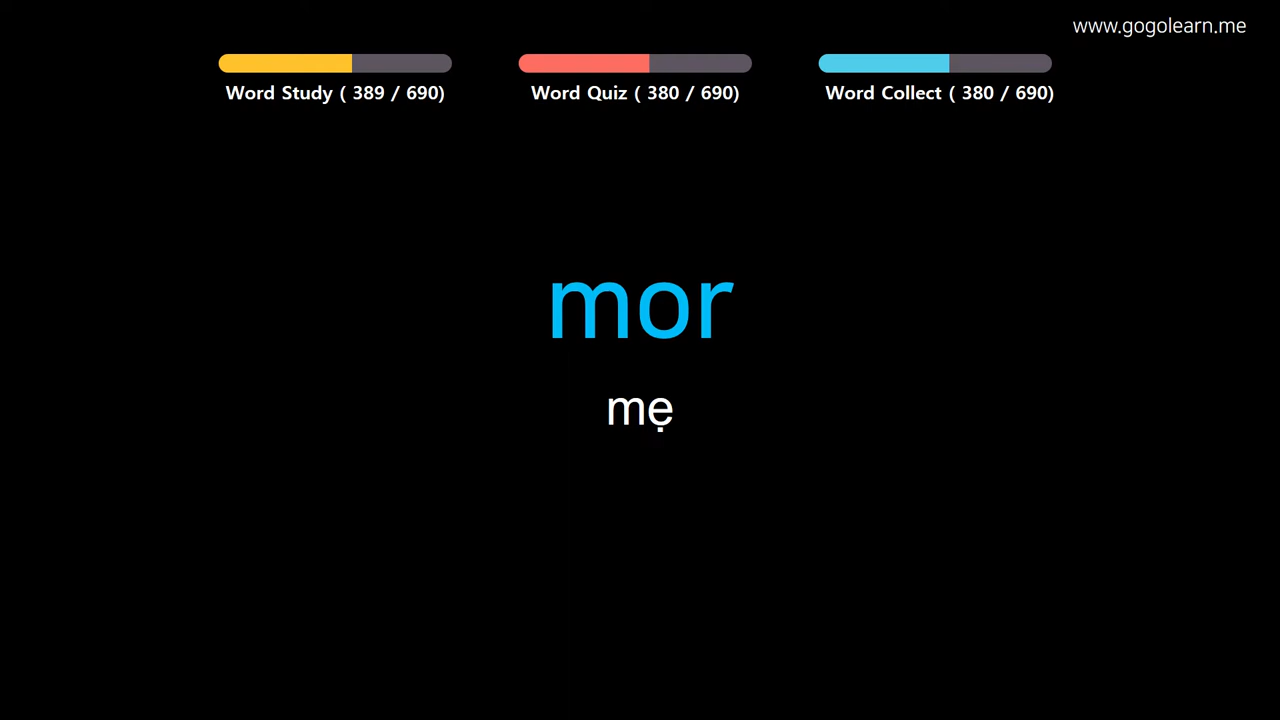 www.gogolearn.me
Word Study ( 389 / 690)
Word Quiz ( 380 / 690)
Word Collect ( 380 / 690)
mor
mẹ